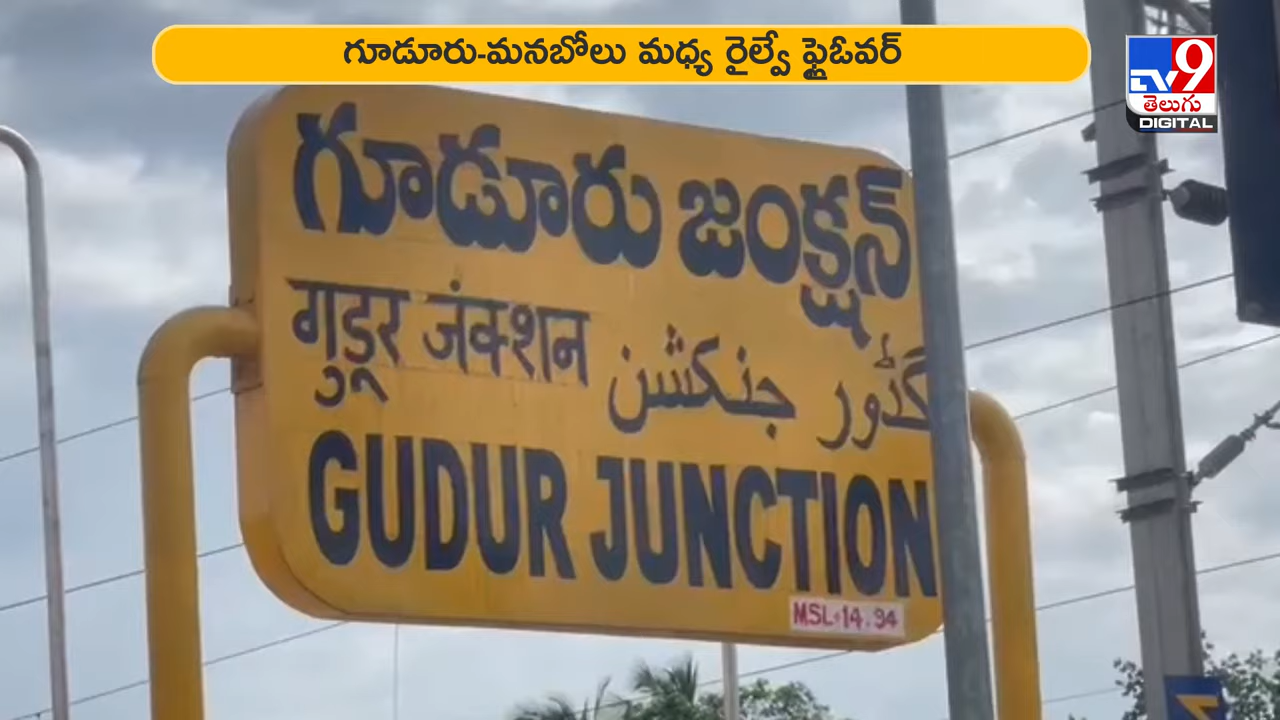 గూడూరు-మనబోలు మధ్య రైల్వే ఫ్లైఓవర్
TV9
తెలుగు
DIGITAL
గూడూరు జంక్షన్
गुडूर जंक्शन
گڈور جنکشن
GUDUR JUNCTION
MSL:14.94